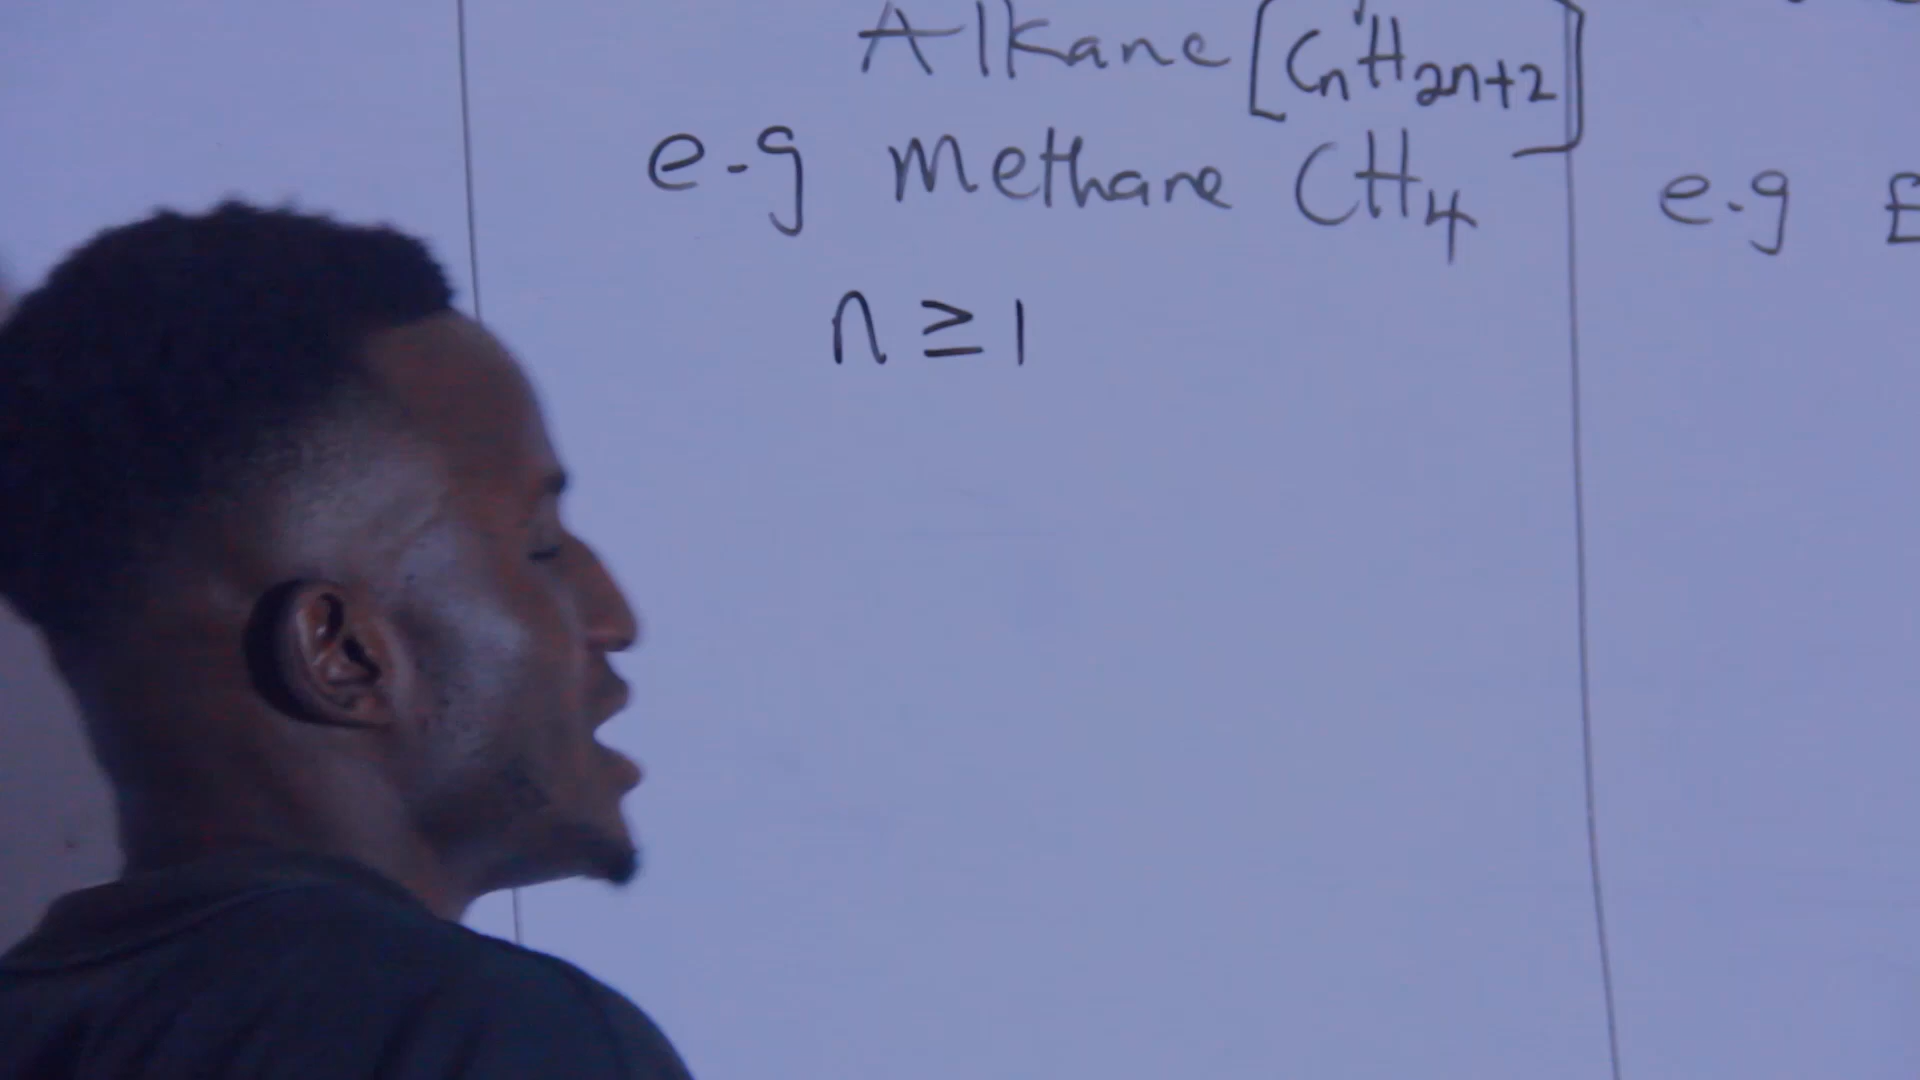 Alkane [CnH2n+2]
e-g Methane CH4
n ≥ 1
e.g